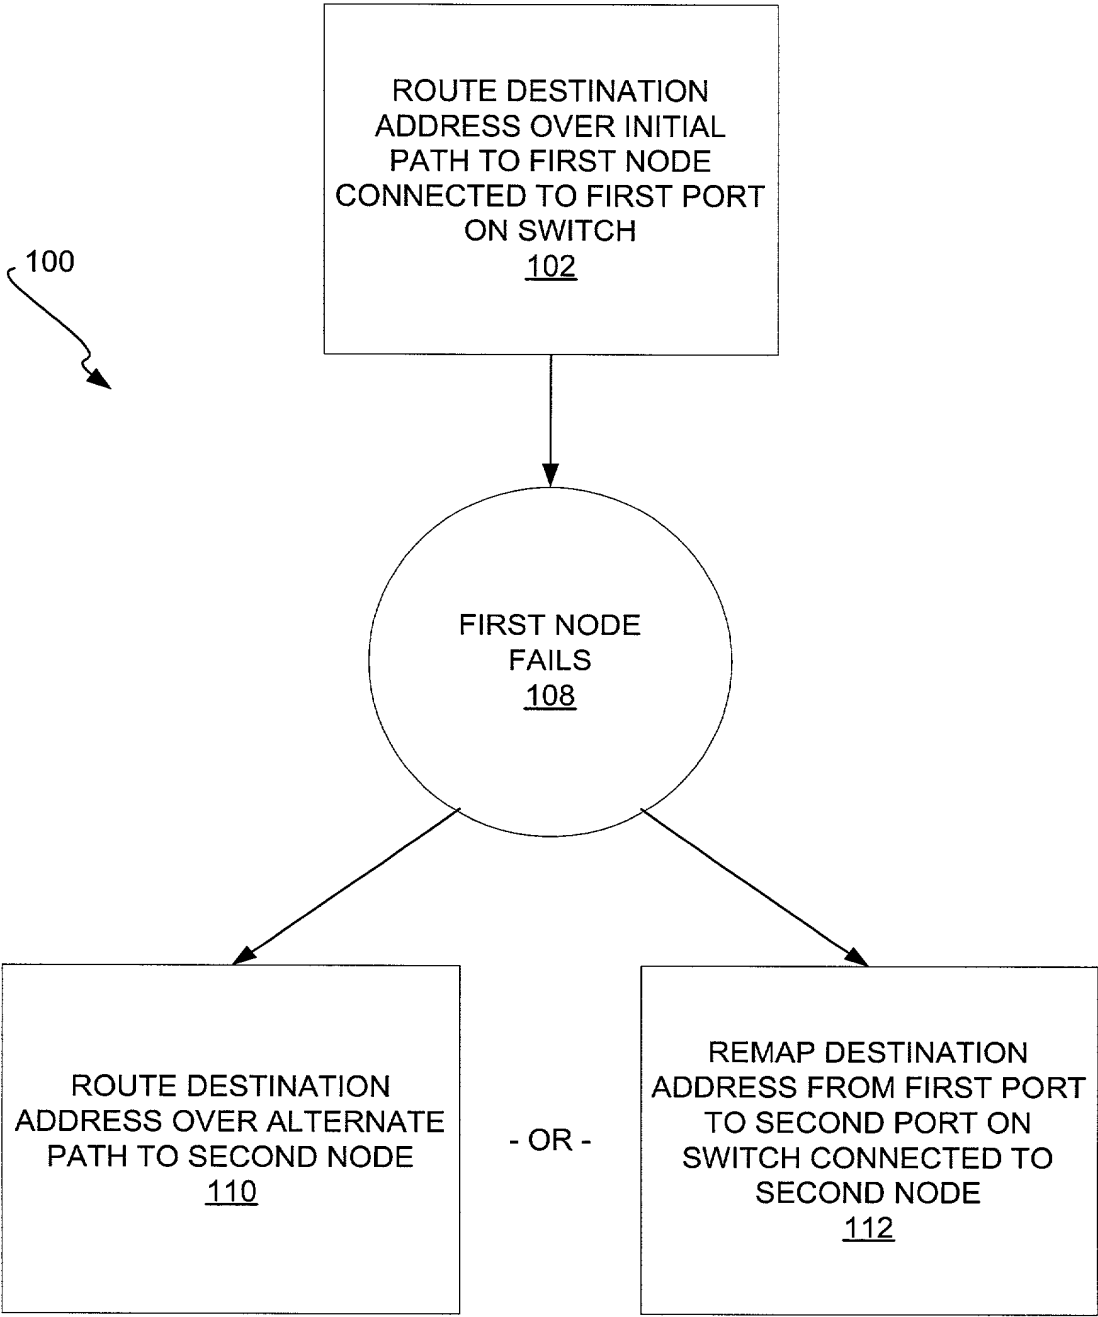 ROUTE DESTINATION
ADDRESS OVER INITIAL
PATH TO FIRST NODE
CONNECTED TO FIRST PORT
ON SWITCH
102
100
FIRST NODE
FAILS
108
ROUTE DESTINATION
ADDRESS OVER ALTERNATE
PATH TO SECOND NODE
110
- OR -
REMAP DESTINATION
ADDRESS FROM FIRST PORT
TO SECOND PORT ON
SWITCH CONNECTED TO
SECOND NODE
112